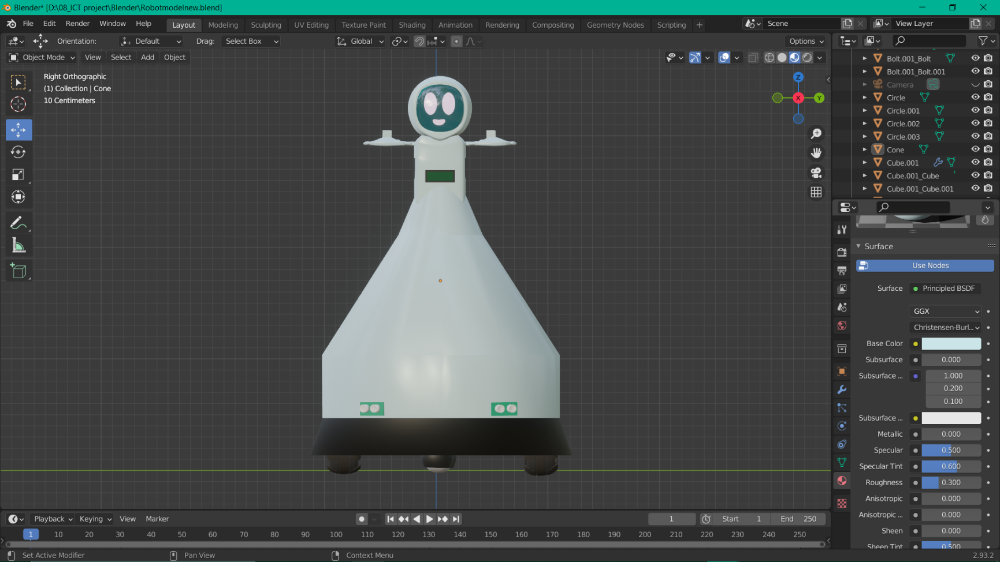 Blender* [D:\08_ICT project\Blender\Robotmodelnew.blend]
File Edit Render Window Help Layout Modeling Sculpting UV Editing Texture Paint Shading Animation Rendering Compositing Geometry Nodes Scripting + Scene View Layer
Orientation: Default Drag: Select Box Global Options
Object Mode View Select Add Object
Right Orthographic
(1) Collection | Cone
10 Centimeters
Z
X
Y
Bolt.001_Bolt
Bolt.001_Bolt.001
Camera
Circle
Circle.001
Circle.002
Circle.003
Cone
Cube.001
Cube.001_Cube
Cube.001_Cube.001
Surface
Use Nodes
Surface Principled BSDF
GGX
Christensen-Burl...
Base Color
Subsurface 0.000
Subsurface ... 1.000
0.200
0.100
Subsurface ...
Metallic 0.000
Specular 0.500
Specular Tint 0.600
Roughness 0.300
Anisotropic 0.000
Anisotropic ... 0.000
Sheen 0.000
Sheen Tint 0.500
Playback Keying View Marker 1 Start 1 End 250
1 10 20 30 40 50 60 70 80 90 100 110 120 130 140 150 160 170 180 190 200 210 220 230 240 250
Set Active Modifier Pan View Context Menu 2.93.2